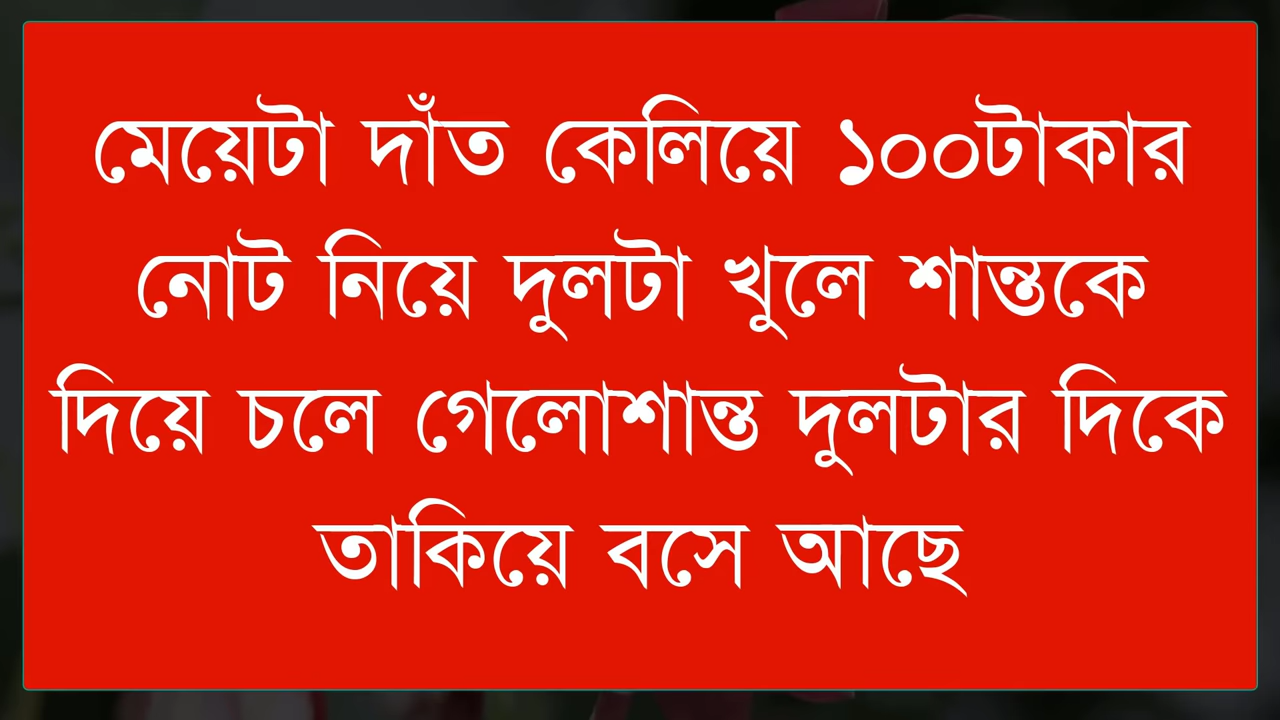 মেয়েটা দাঁত কেলিয়ে ১০০টাকার
নোট নিয়ে দুলটা খুলে শান্তকে
দিয়ে চলে গেলোশান্ত দুলটার দিকে
তাকিয়ে বসে আছে